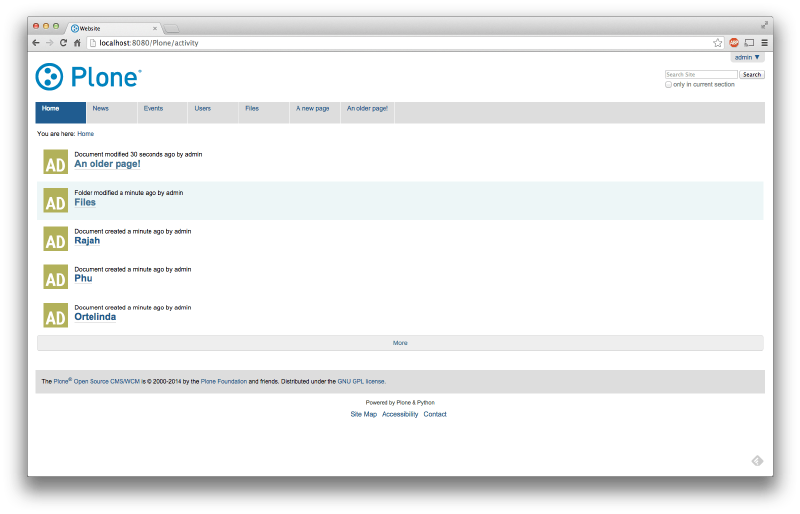 Website
localhost:8080/Plone/activity
ABP
admin ▼
Plone®
Search Site
Search
only in current section
Home
News
Events
Users
Files
A new page
An older page!
You are here: Home
AD
Document modified 30 seconds ago by admin
An older page!
AD
Folder modified a minute ago by admin
Files
AD
Document created a minute ago by admin
Rajah
AD
Document created a minute ago by admin
Phu
AD
Document created a minute ago by admin
Ortelinda
More
The Plone® Open Source CMS/WCM is © 2000-2014 by the Plone Foundation and friends. Distributed under the GNU GPL license.
Powered by Plone & Python
Site Map Accessibility Contact